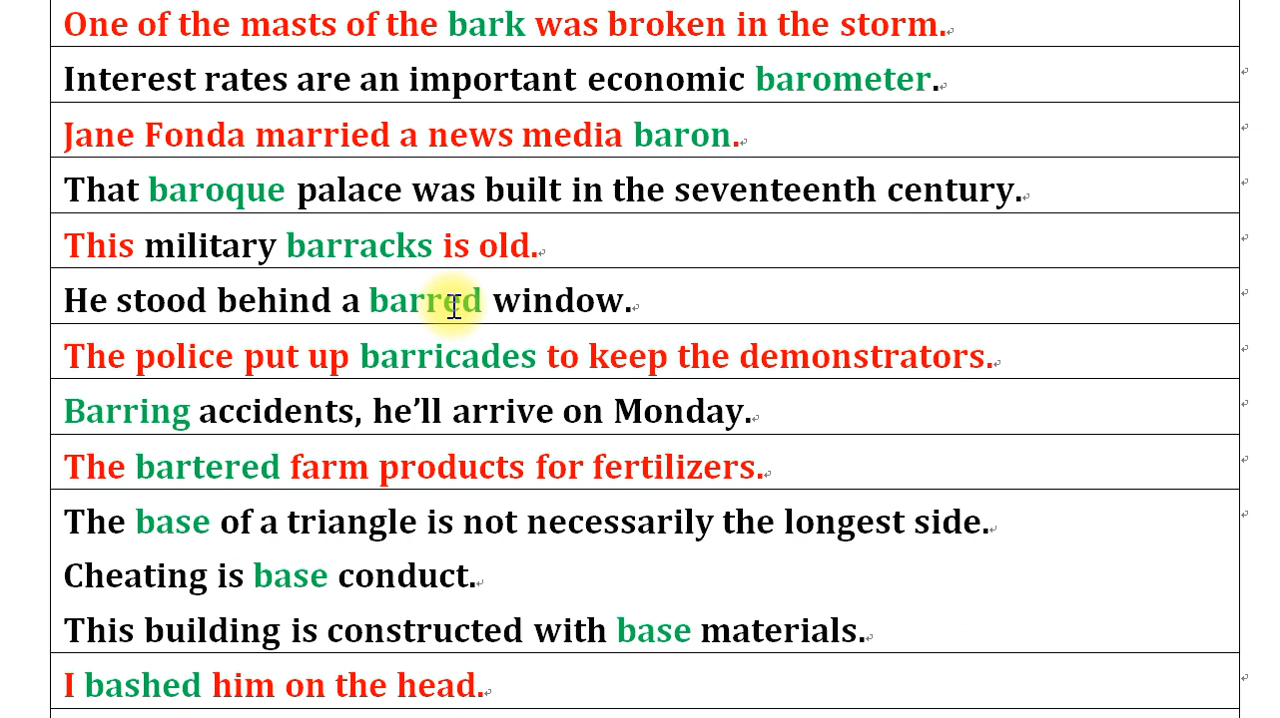 One of the masts of the bark was broken in the storm.
Interest rates are an important economic barometer.
Jane Fonda married a news media baron.
That baroque palace was built in the seventeenth century.
This military barracks is old.
He stood behind a barred window.
The police put up barricades to keep the demonstrators.
Barring accidents, he’ll arrive on Monday.
The bartered farm products for fertilizers.
The base of a triangle is not necessarily the longest side.
Cheating is base conduct.
This building is constructed with base materials.
I bashed him on the head.